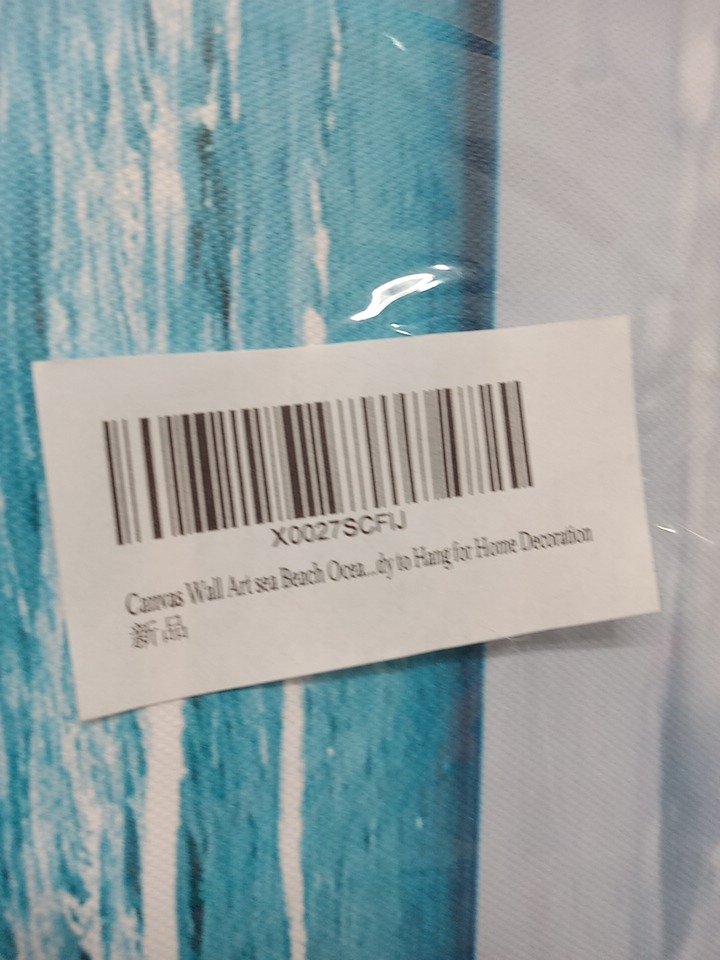 X0027SCFIJ
Canvas Wall Art sea Beach Ocea...dy to Hang for Home Decoration
新品